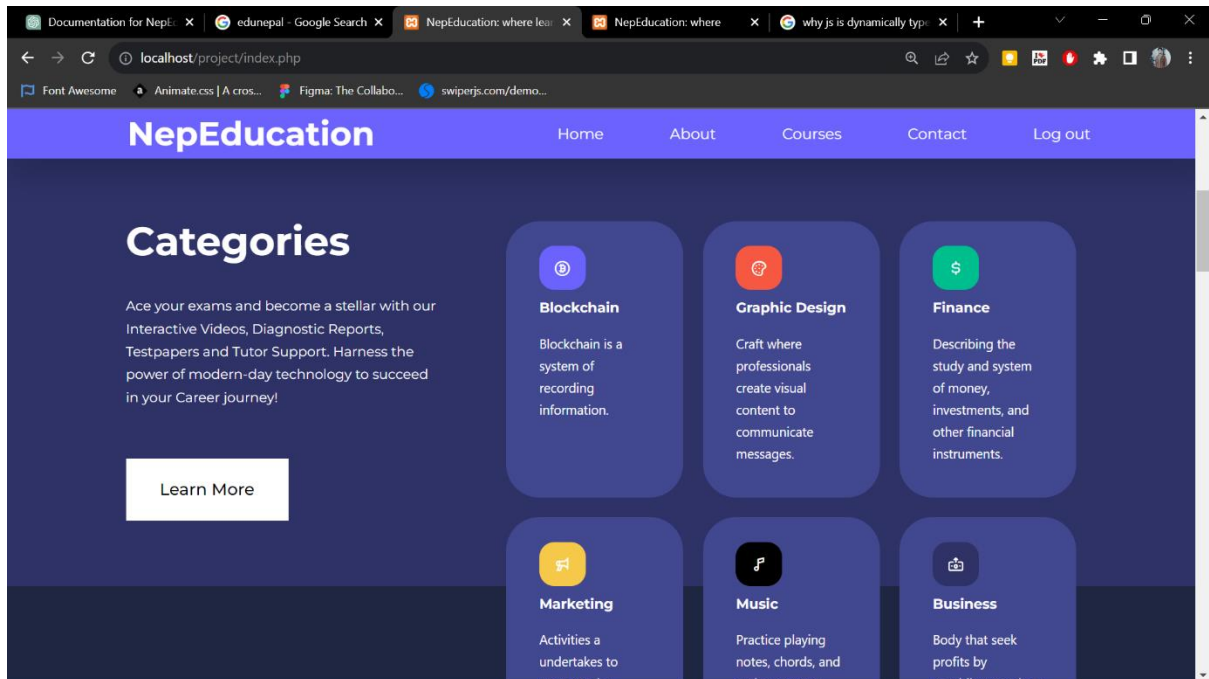 Documentation for NepEc
edunepal - Google Search
NepEducation: where lear
NepEducation: where
why js is dynamically type
localhost/project/index.php
Font Awesome
Animate.css | A cros...
Figma: The Collabo...
swiperjs.com/demo...
NepEducation
Home
About
Courses
Contact
Log out
Categories
Ace your exams and become a stellar with our
Interactive Videos, Diagnostic Reports,
Testpapers and Tutor Support. Harness the
power of modern-day technology to succeed
in your Career journey!
Learn More
Blockchain
Blockchain is a
system of
recording
information.
Graphic Design
Craft where
professionals
create visual
content to
communicate
messages.
Finance
Describing the
study and system
of money,
investments, and
other financial
instruments.
Marketing
Activities a
undertakes to
Music
Practice playing
notes, chords, and
Business
Body that seek
profits by